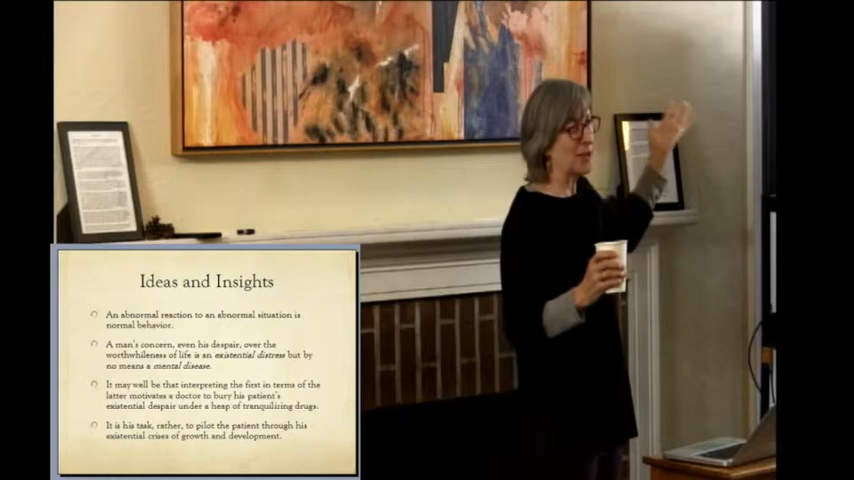 Ideas and Insights
An abnormal reaction to an abnormal situation is
normal behavior.
A man's concern, even his despair, over the
worthwhileness of life is an existential distress but by
no means a mental disease.
It may well be that interpreting the first in terms of the
latter motivates a doctor to bury his patient's
existential despair under a heap of tranquilizing drugs.
It is his task, rather, to pilot the patient through his
existential crises of growth and development.